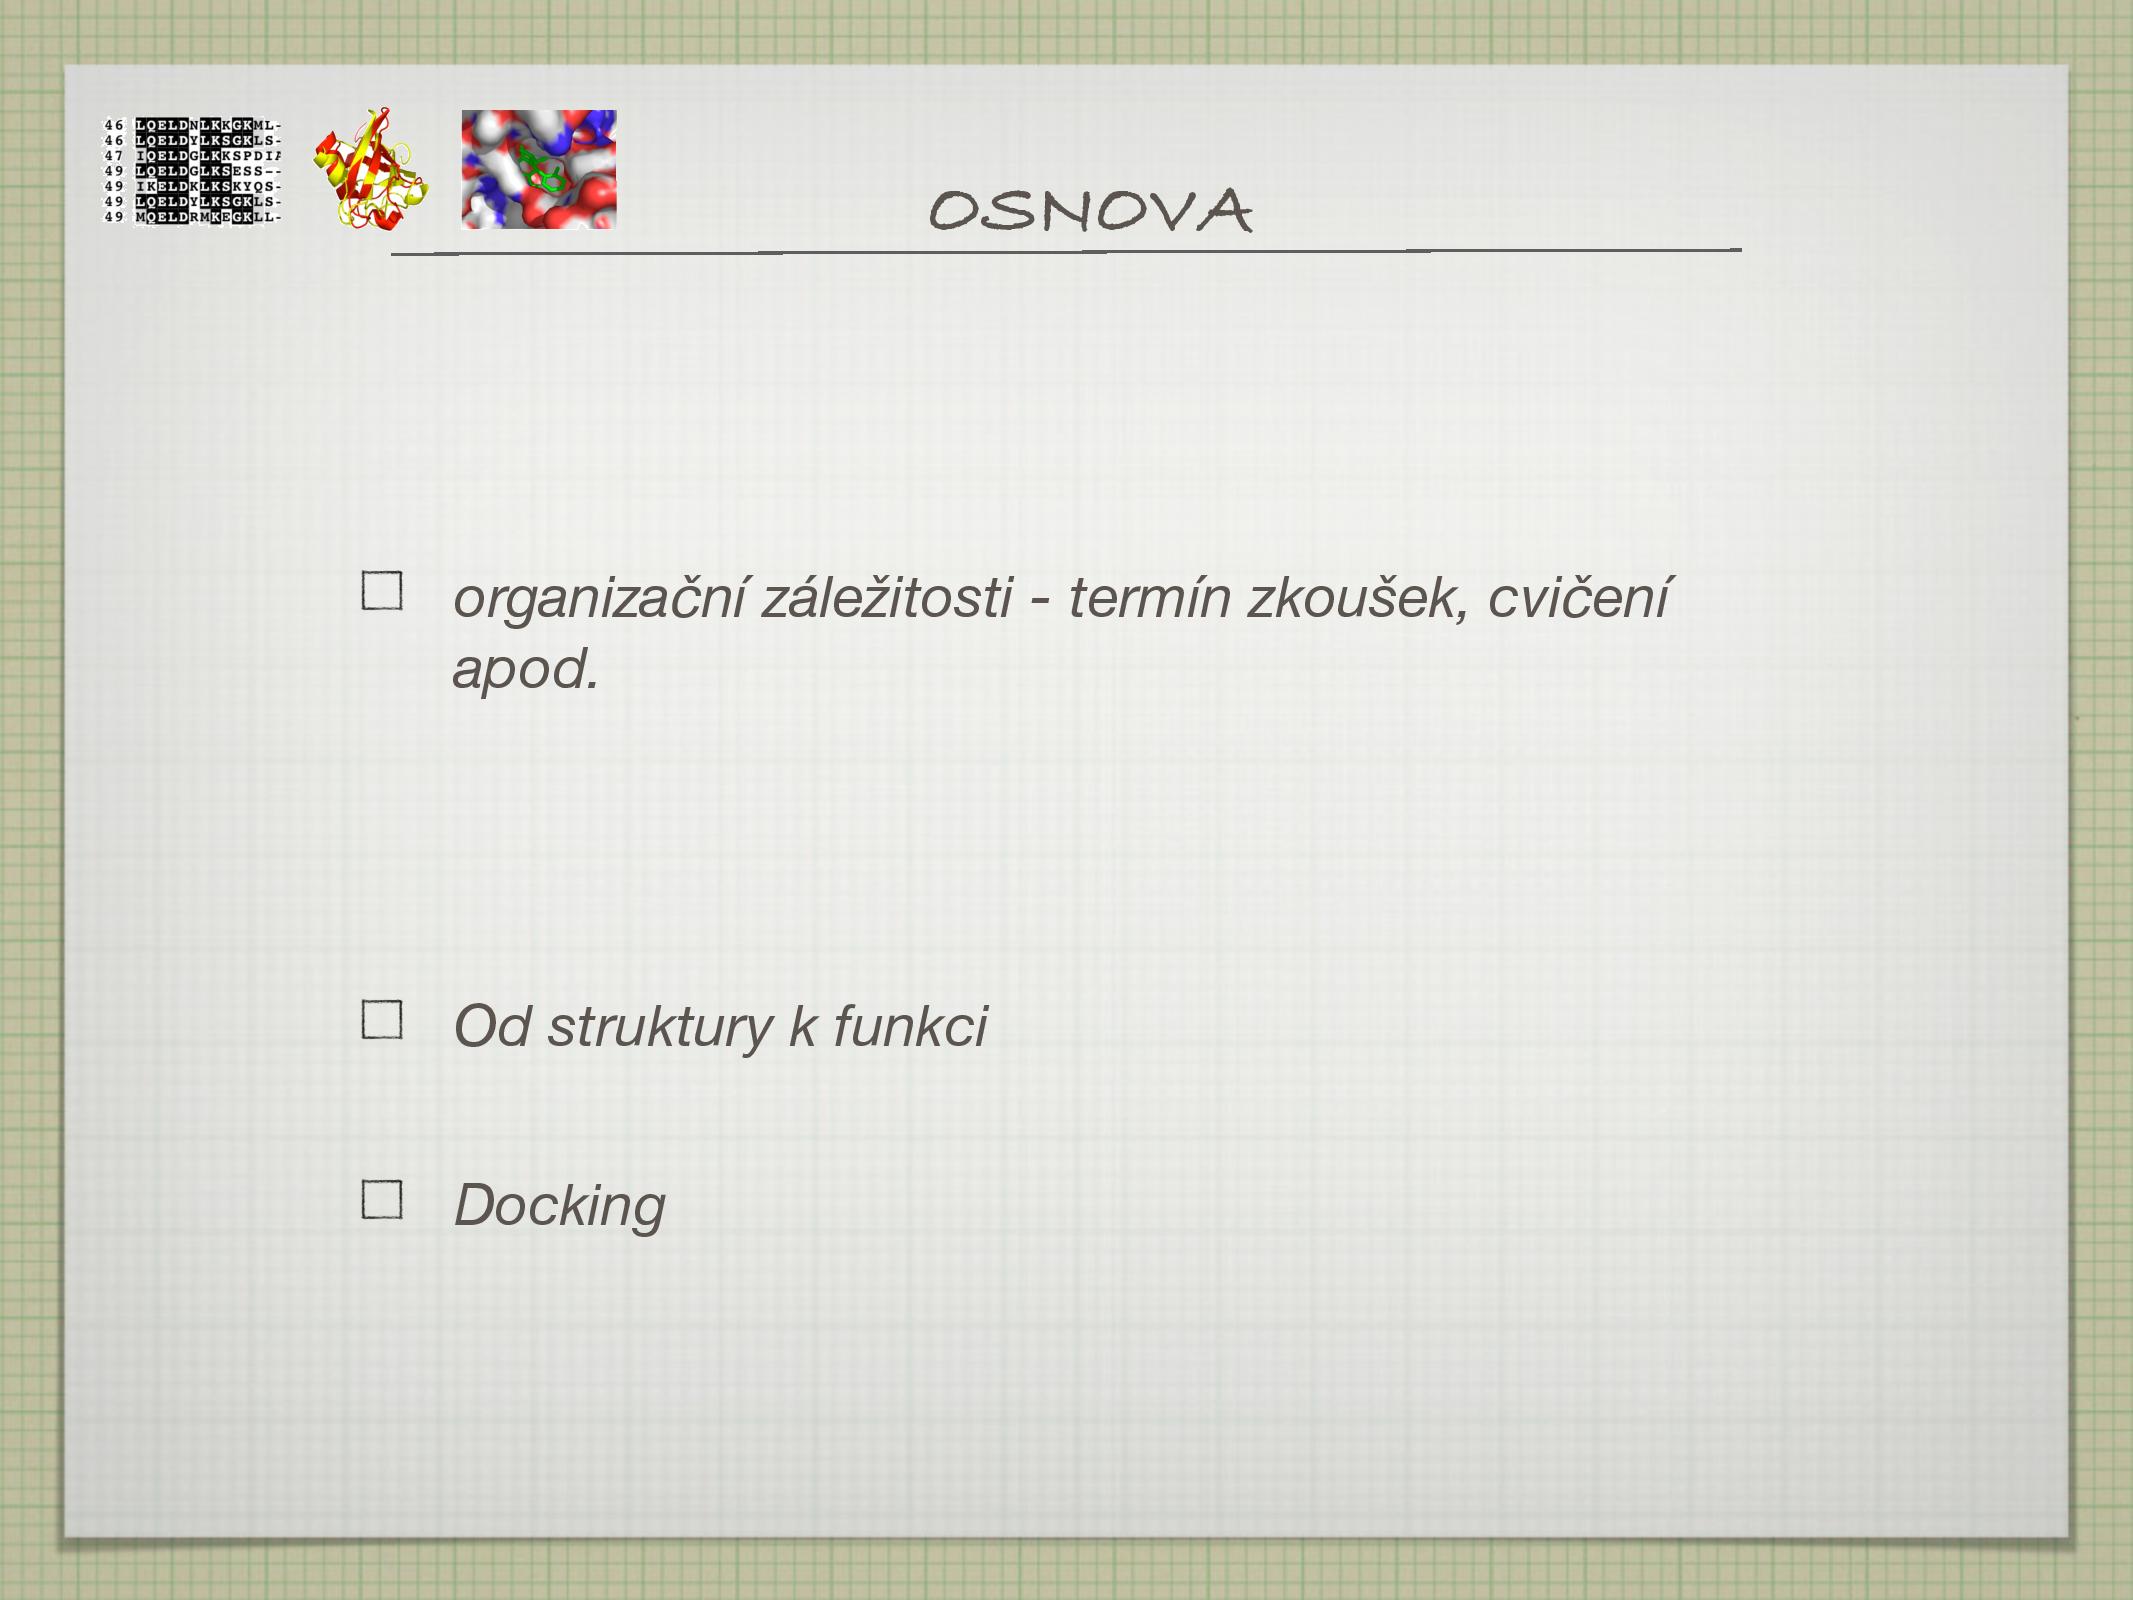 46 LQELDNLKKGKML-
46 LQELDYLKSGKLS-
47 IQELDGLKKSPDI
49 LQELDGLKSESS--
49 IKELDKLKSKYQS-
49 LQELDYLKSGKLS-
49 MQELDRMKEGKLL-
OSNOVA
organizační záležitosti - termín zkoušek, cvičení
apod.
Od struktury k funkci
Docking